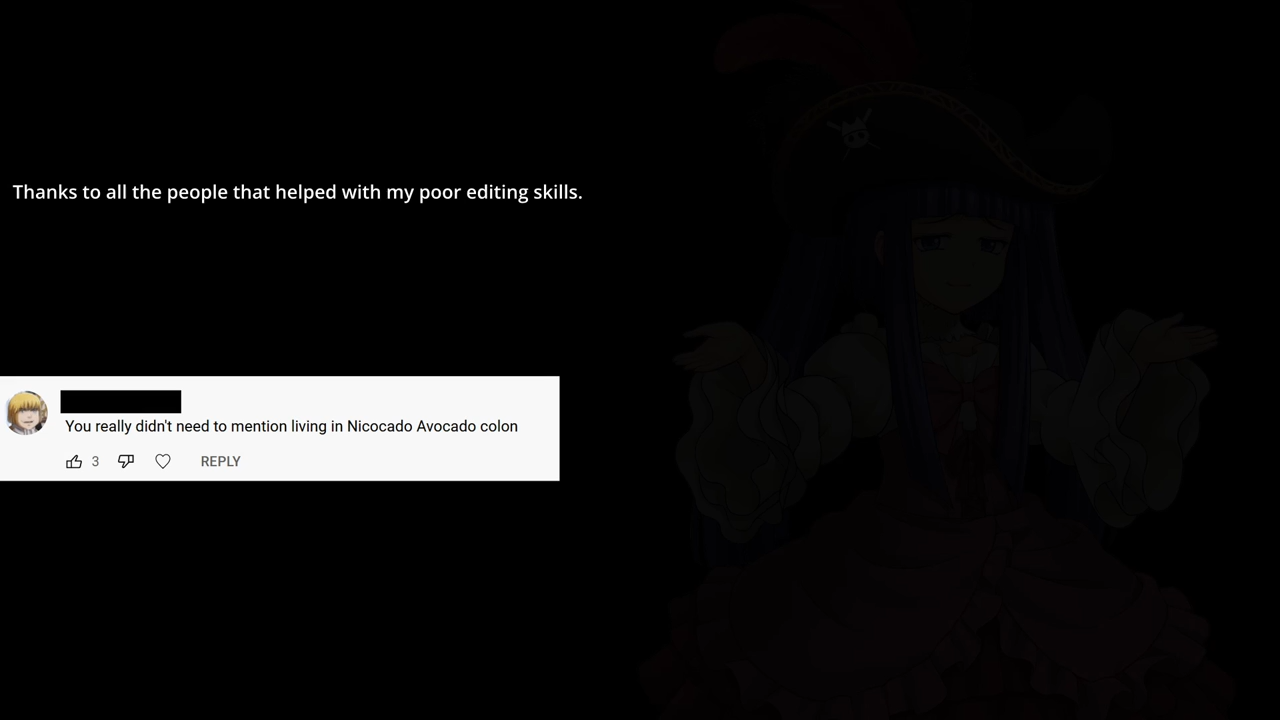 Thanks to all the people that helped with my poor editing skills.
You really didn't need to mention living in Nicocado Avocado colon
3 REPLY